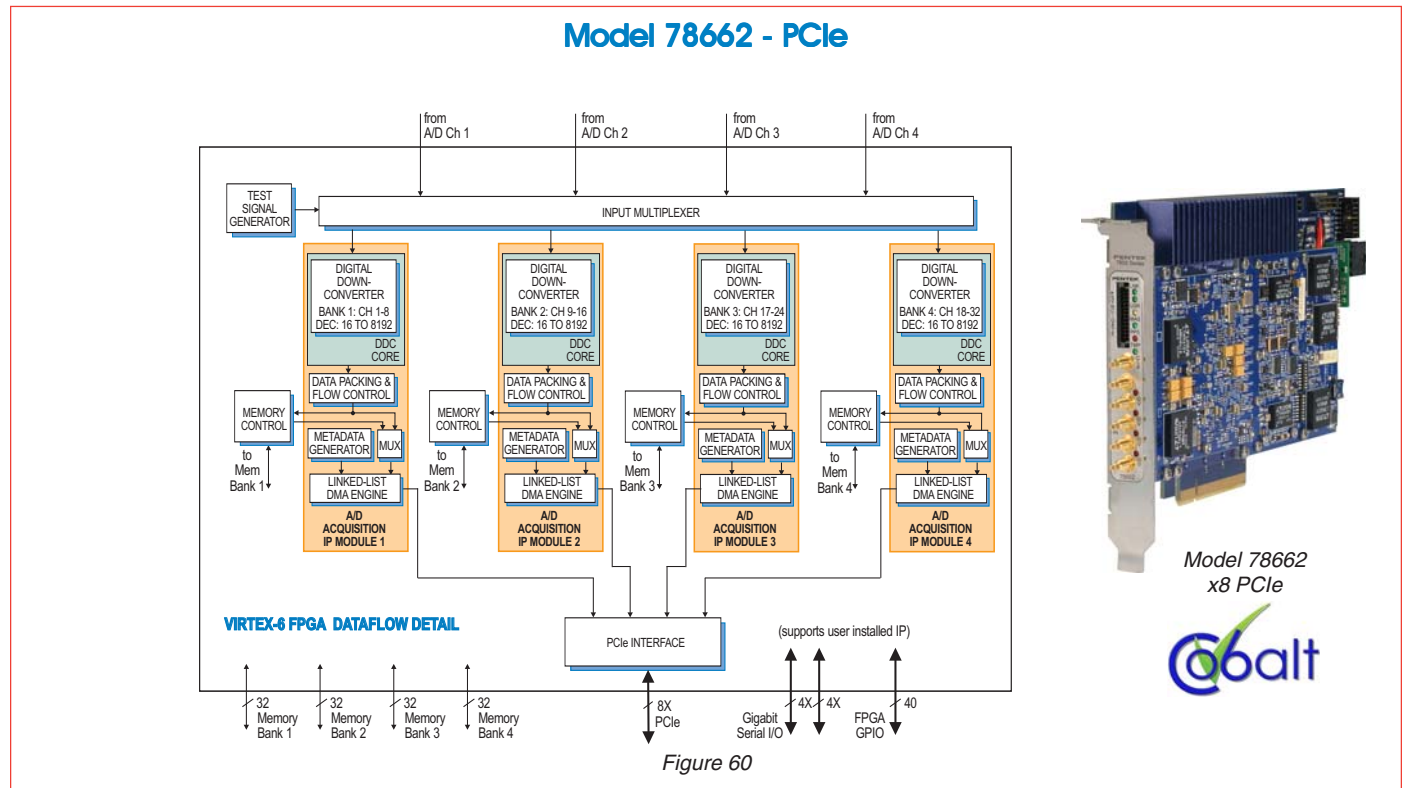 Model 78662 - PCIe
from
A/D Ch 1
from
A/D Ch 2
from
A/D Ch 3
from
A/D Ch 4
TEST
SIGNAL
GENERATOR
INPUT MULTIPLEXER
DIGITAL
DOWN-
CONVERTER
BANK 1: CH 1-8
DEC: 16 TO 8192
DDC
CORE
DATA PACKING &
FLOW CONTROL
MEMORY
CONTROL
METADATA
GENERATOR
MUX
to
Mem
Bank 1
LINKED-LIST
DMA ENGINE
A/D
ACQUISITION
IP MODULE 1
DIGITAL
DOWN-
CONVERTER
BANK 2: CH 9-16
DEC: 16 TO 8192
DDC
CORE
DATA PACKING &
FLOW CONTROL
MEMORY
CONTROL
METADATA
GENERATOR
MUX
to
Mem
Bank 2
LINKED-LIST
DMA ENGINE
A/D
ACQUISITION
IP MODULE 2
DIGITAL
DOWN-
CONVERTER
BANK 3: CH 17-24
DEC: 16 TO 8192
DDC
CORE
DATA PACKING &
FLOW CONTROL
MEMORY
CONTROL
METADATA
GENERATOR
MUX
to
Mem
Bank 3
LINKED-LIST
DMA ENGINE
A/D
ACQUISITION
IP MODULE 3
DIGITAL
DOWN-
CONVERTER
BANK 4: CH 18-32
DEC: 16 TO 8192
DDC
CORE
DATA PACKING &
FLOW CONTROL
MEMORY
CONTROL
METADATA
GENERATOR
MUX
to
Mem
Bank 4
LINKED-LIST
DMA ENGINE
A/D
ACQUISITION
IP MODULE 4
VIRTEX-6 FPGA DATAFLOW DETAIL
PCIe INTERFACE
(supports user installed IP)
32
Memory
Bank 1
32
Memory
Bank 2
32
Memory
Bank 3
32
Memory
Bank 4
8X
PCIe
4X
4X
Gigabit
Serial I/O
40
FPGA
GPIO
Figure 60
PENTEK
PENTEK
Model 78662
x8 PCIe
Cobalt